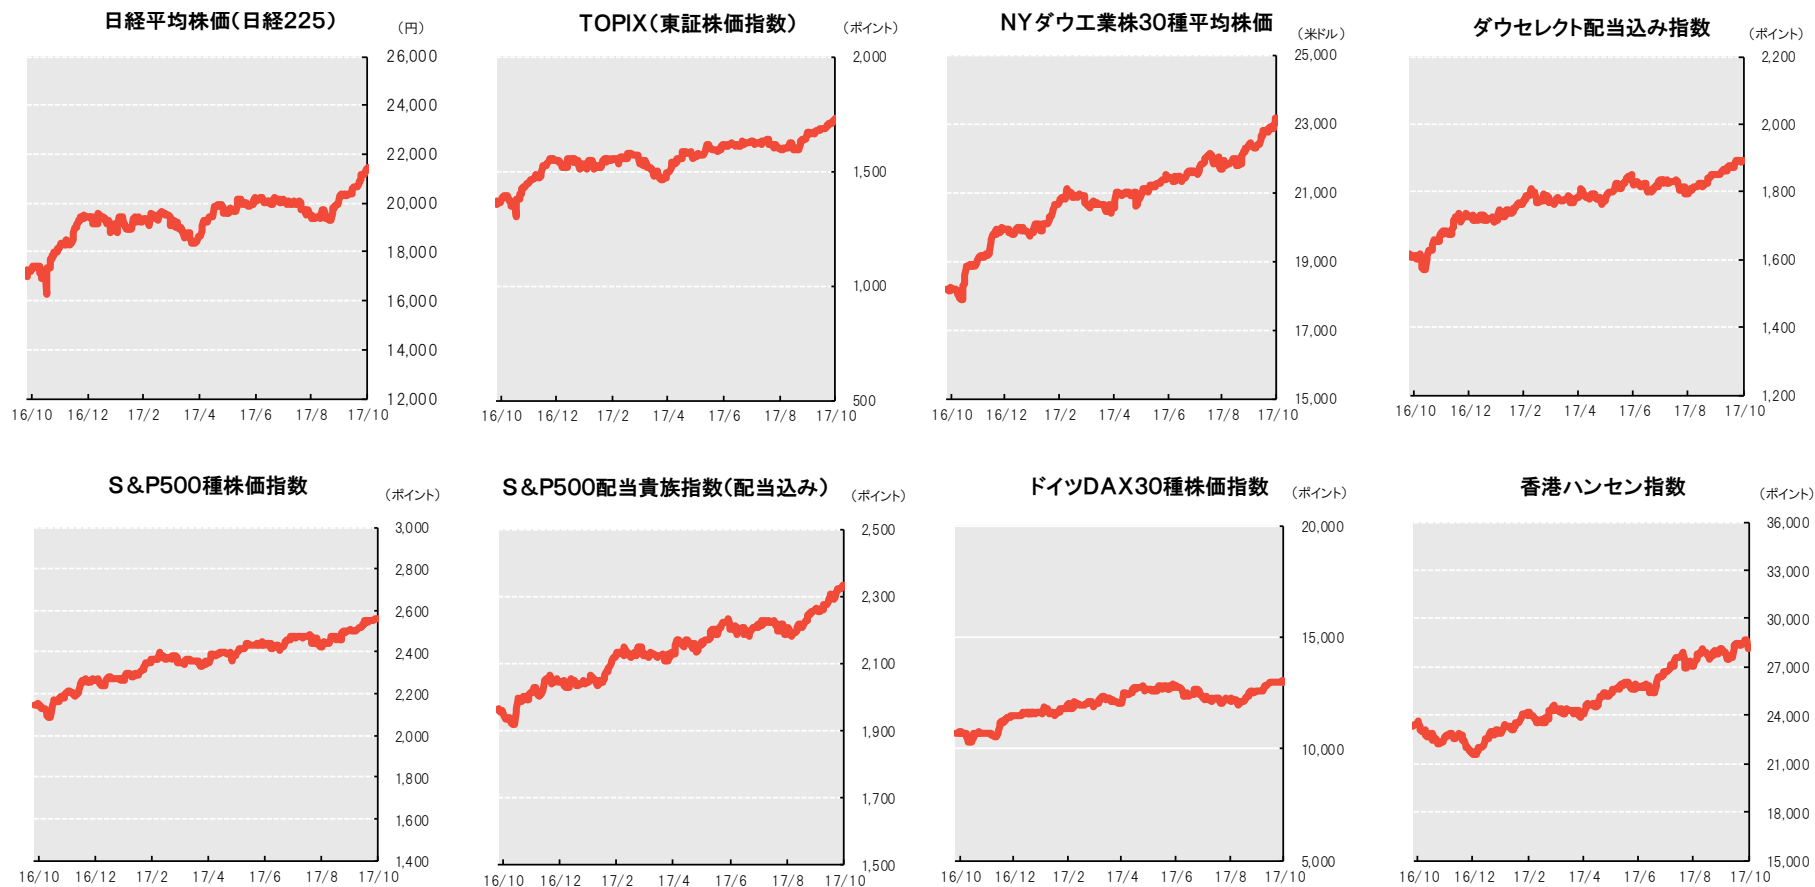 日経平均株価（日経225）
（円）
26,000
24,000
22,000
20,000
18,000
16,000
14,000
12,000
16/10 16/12 17/2 17/4 17/6 17/8 17/10
TOPIX（東証株価指数）
（ポイント）
2,000
1,500
1,000
500
16/10 16/12 17/2 17/4 17/6 17/8 17/10
NYダウ工業株30種平均株価
（米ドル）
25,000
23,000
21,000
19,000
17,000
15,000
16/10 16/12 17/2 17/4 17/6 17/8 17/10
ダウセレクト配当込み指数
（ポイント）
2,200
2,000
1,800
1,600
1,400
1,200
16/10 16/12 17/2 17/4 17/6 17/8 17/10
S&P500種株価指数
（ポイント）
3,000
2,800
2,600
2,400
2,200
2,000
1,800
1,600
1,400
16/10 16/12 17/2 17/4 17/6 17/8 17/10
S&P500配当貴族指数（配当込み）
（ポイント）
2,500
2,300
2,100
1,900
1,700
1,500
16/10 16/12 17/2 17/4 17/6 17/8 17/10
ドイツDAX30種株価指数
（ポイント）
20,000
15,000
10,000
5,000
16/10 16/12 17/2 17/4 17/6 17/8 17/10
香港ハンセン指数
（ポイント）
36,000
33,000
30,000
27,000
24,000
21,000
18,000
15,000
16/10 16/12 17/2 17/4 17/6 17/8 17/10